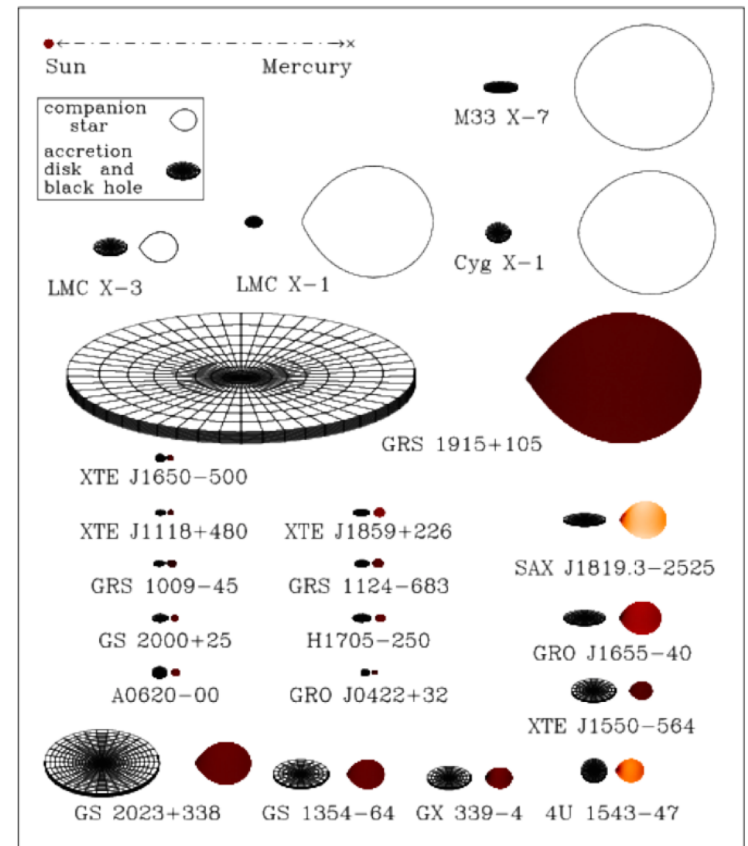 Sun Mercury
M33 X-7
companion
star
accretion
disk and
black hole
LMC X-3
LMC X-1
Cyg X-1
GRS 1915+105
XTE J1650-500
XTE J1118+480
XTE J1859+226
SAX J1819.3-2525
GRS 1009-45
GRS 1124-683
GS 2000+25
H1705-250
GRO J1655-40
A0620-00
GRO J0422+32
XTE J1550-564
GS 2023+338
GS 1354-64
GX 339-4
4U 1543-47